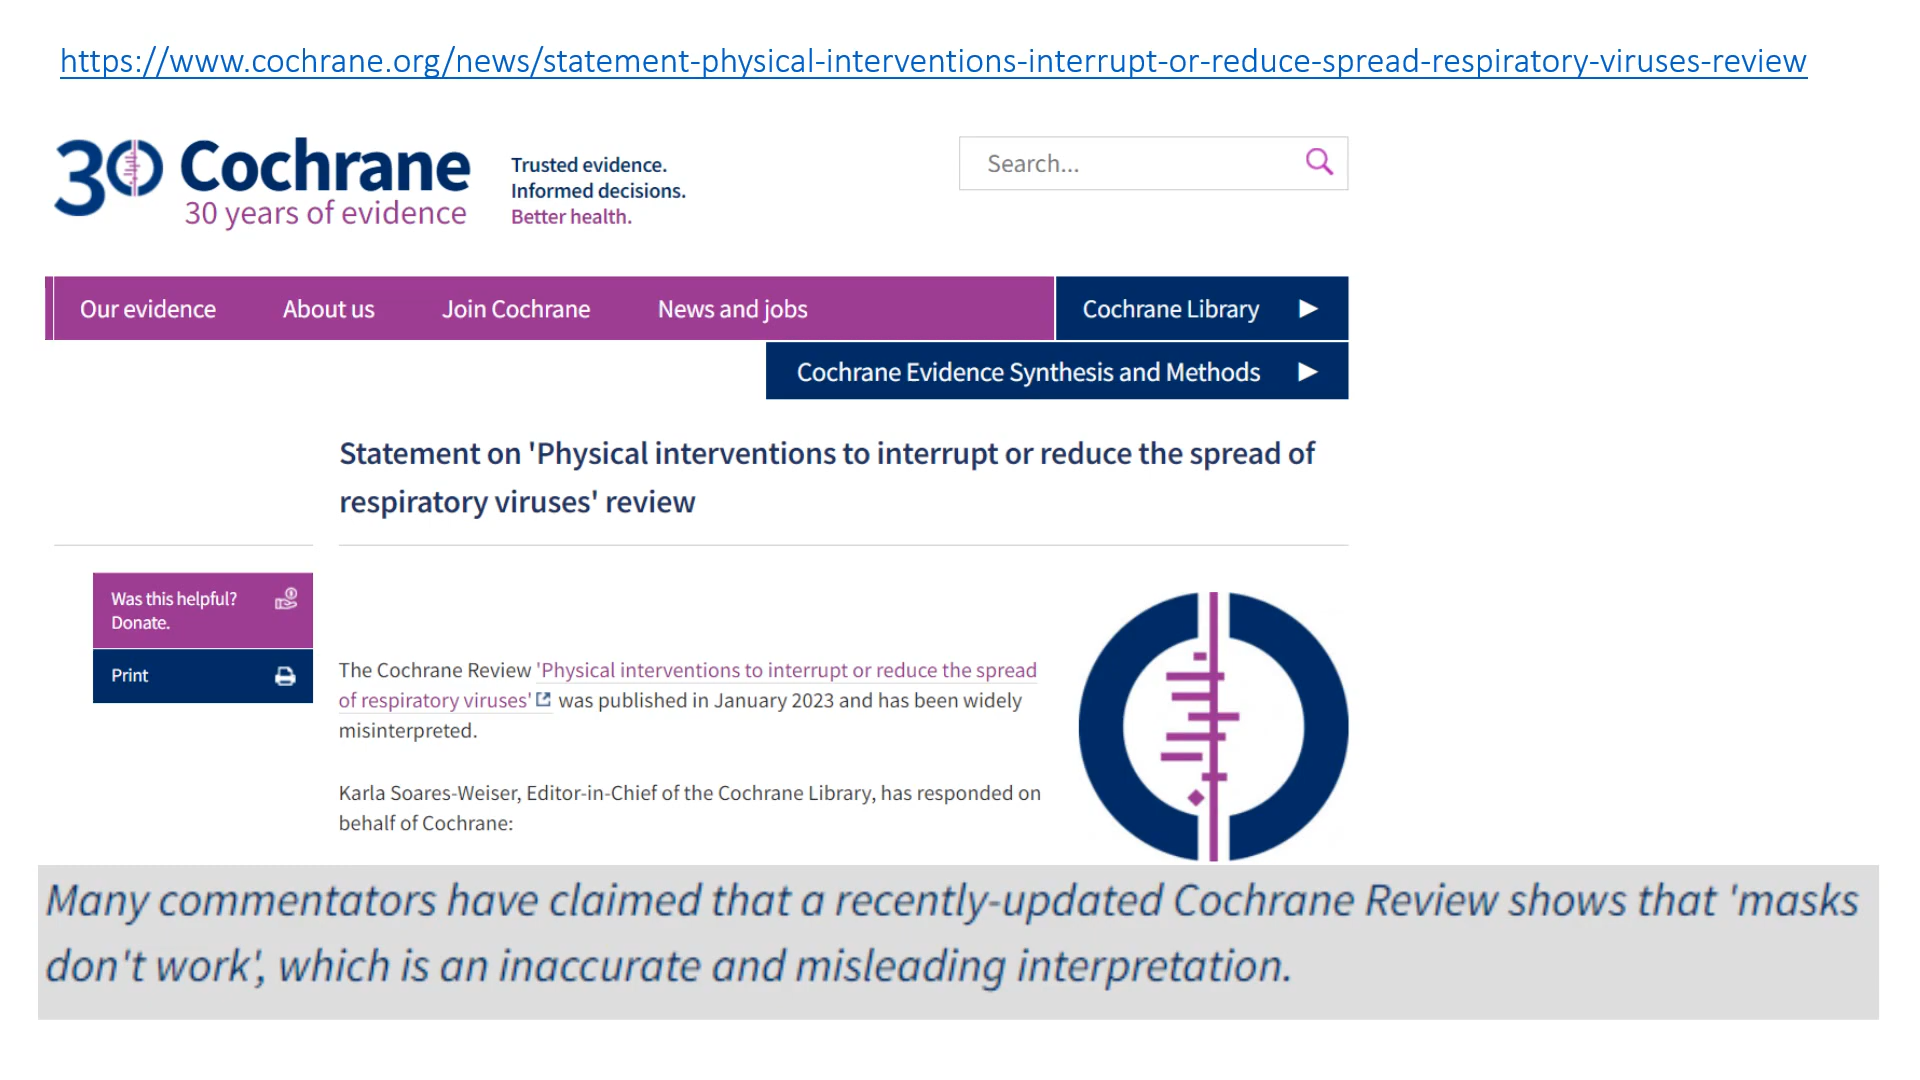 https://www.cochrane.org/news/statement-physical-interventions-interrupt-or-reduce-spread-respiratory-viruses-review
30 Cochrane
30 years of evidence
Trusted evidence.
Informed decisions.
Better health.
Search...
Our evidence
About us
Join Cochrane
News and jobs
Cochrane Library
Cochrane Evidence Synthesis and Methods
Statement on 'Physical interventions to interrupt or reduce the spread of
respiratory viruses' review
Was this helpful?
Donate.
Print
The Cochrane Review 'Physical interventions to interrupt or reduce the spread
of respiratory viruses' was published in January 2023 and has been widely
misinterpreted.
Karla Soares-Weiser, Editor-in-Chief of the Cochrane Library, has responded on
behalf of Cochrane:
Many commentators have claimed that a recently-updated Cochrane Review shows that 'masks
don't work', which is an inaccurate and misleading interpretation.